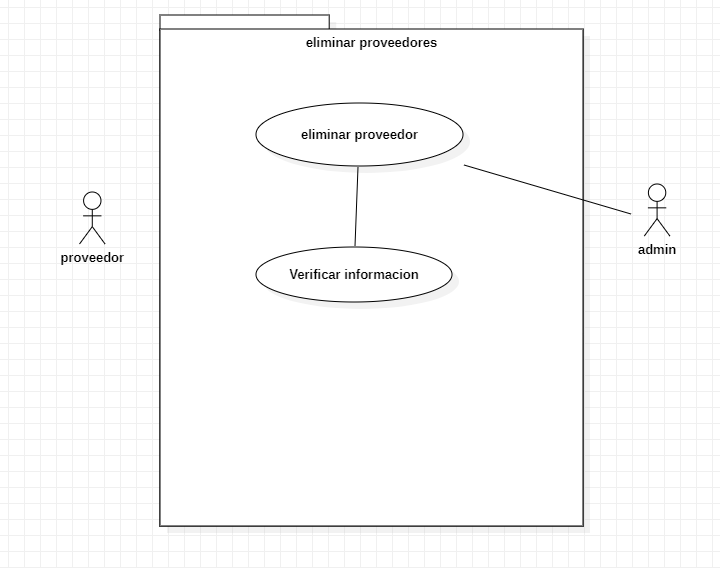 eliminar proveedores
eliminar proveedor
Verificar informacion
proveedor
admin